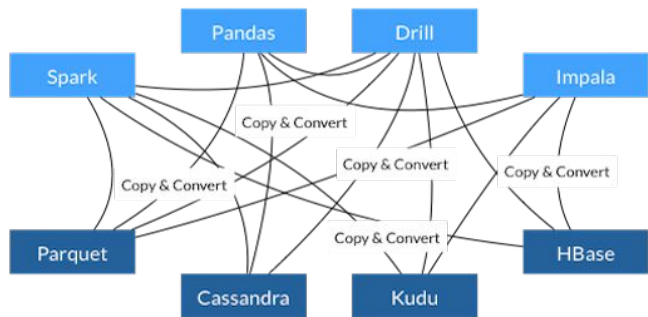 Pandas
Drill
Spark
Impala
Copy & Convert
Copy & Convert
Copy & Convert
Copy & Convert
Copy & Convert
Parquet
HBase
Cassandra
Kudu